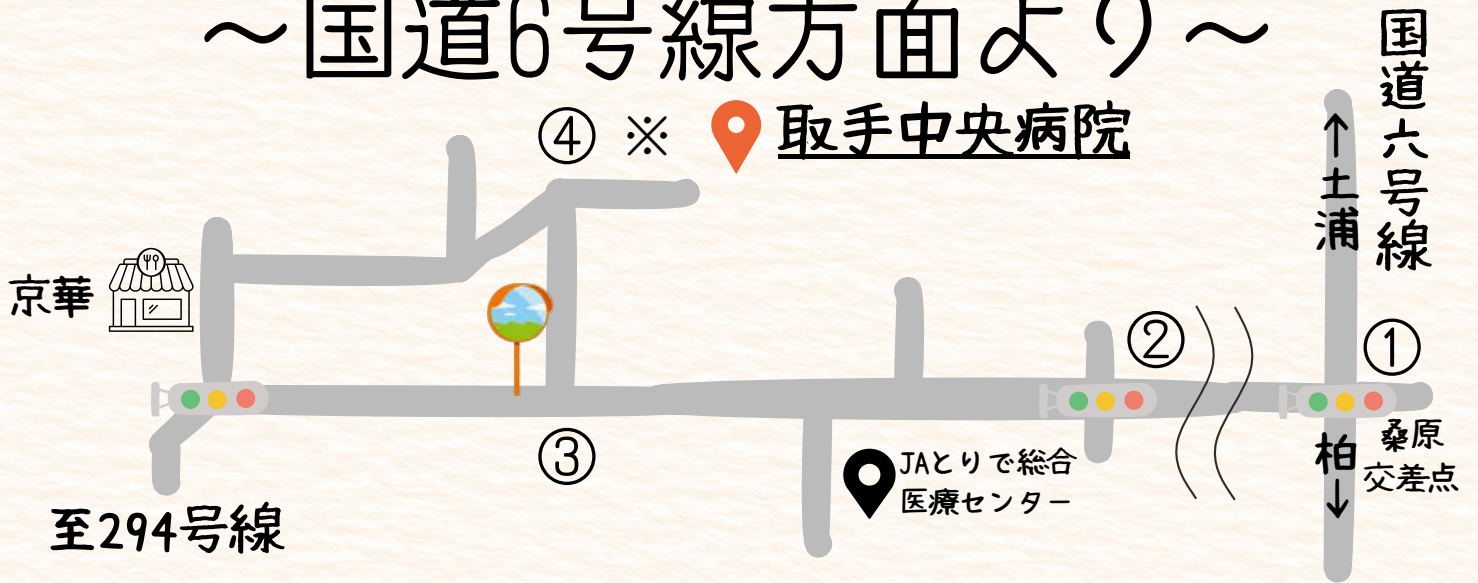 ～国道6号線方面より～
国道六号線
④ ※ 取手中央病院
↑土浦
京華
②
①
③
JAとりで総合
医療センター
柏↓
桑原
交差点
至294号線